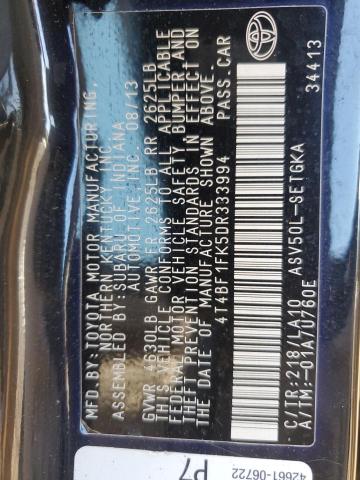 MFD.BY:TOYOTA MOTOR MANUFACTURING
NORTHERN KENTUCKY INC.
ASSEMBLED BY:SUBARU OF INDIANA
AUTOMOTIVE INC. 08/13
GVWR 4630LB GAWR FR 2625LB RR 2625LB
THIS VEHICLE CONFORMS TO ALL APPLICABLE
FEDERAL MOTOR VEHICLE SAFETY, BUMPER AND
THEFT PREVENTION STANDARDS IN EFFECT ON
THE DATE OF MANUFACTURE SHOWN ABOVE.
4T4BF1FK5DR333994 PASS.CAR
C/TR:218/LA10 ASV50L-SETGKA
A/TM:-01A/U760E
34413
TOYOTA
42661-06722
P7